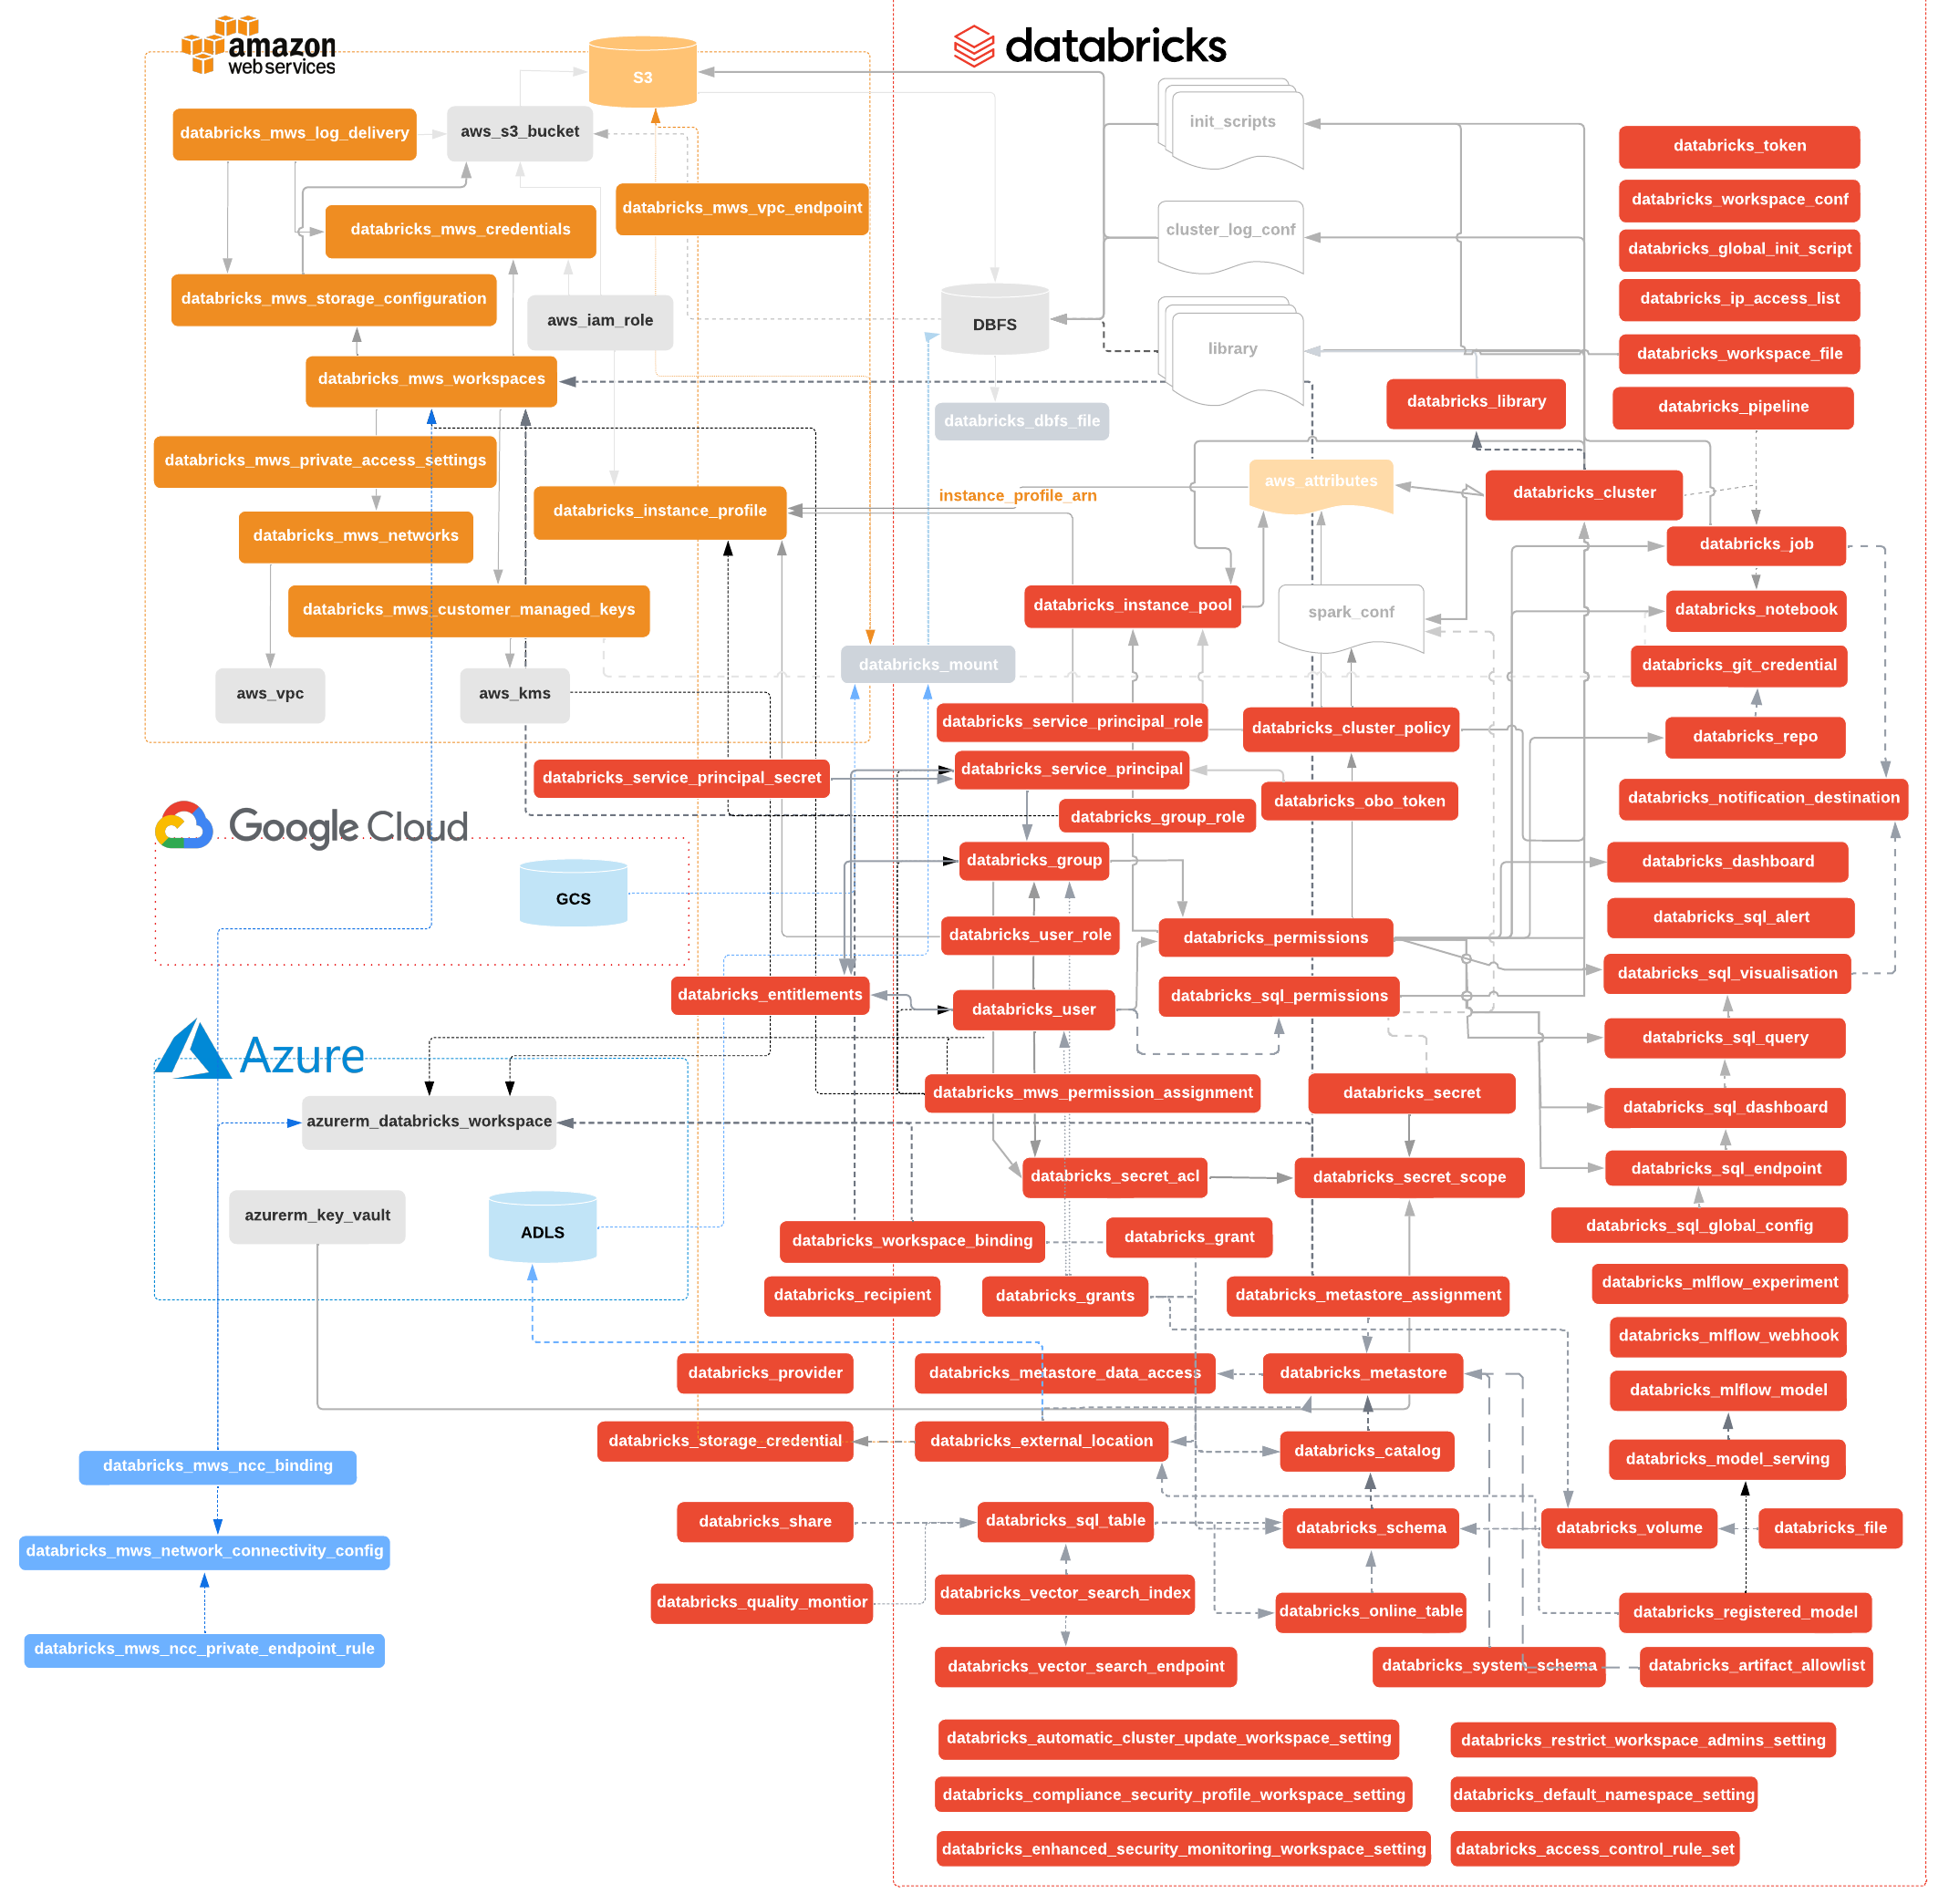 amazon
web services
databricks
S3
databricks_mws_log_delivery
aws_s3_bucket
init_scripts
databricks_token
databricks_mws_vpc_endpoint
databricks_workspace_conf
databricks_mws_credentials
cluster_log_conf
databricks_global_init_script
databricks_mws_storage_configuration
databricks_ip_access_list
aws_iam_role
DBFS
library
databricks_workspace_file
databricks_mws_workspaces
databricks_library
databricks_pipeline
databricks_dbfs_file
databricks_mws_private_access_settings
aws_attributes
databricks_cluster
instance_profile_arn
databricks_instance_profile
databricks_mws_networks
databricks_job
databricks_mws_customer_managed_keys
databricks_instance_pool
spark_conf
databricks_notebook
databricks_mount
databricks_git_credential
aws_vpc
aws_kms
databricks_service_principal_role
databricks_cluster_policy
databricks_repo
databricks_service_principal_secret
databricks_service_principal
databricks_obo_token
databricks_notification_destination
Google Cloud
databricks_group_role
databricks_group
databricks_dashboard
GCS
databricks_user_role
databricks_permissions
databricks_sql_alert
databricks_sql_visualisation
databricks_entitlements
databricks_user
databricks_sql_permissions
Azure
databricks_sql_query
databricks_mws_permission_assignment
databricks_secret
databricks_sql_dashboard
azurerm_databricks_workspace
databricks_secret_acl
databricks_secret_scope
databricks_sql_endpoint
azurerm_key_vault
ADLS
databricks_workspace_binding
databricks_grant
databricks_sql_global_config
databricks_recipient
databricks_grants
databricks_metastore_assignment
databricks_mlflow_experiment
databricks_mlflow_webhook
databricks_provider
databricks_metastore_data_access
databricks_metastore
databricks_mlflow_model
databricks_storage_credential
databricks_external_location
databricks_catalog
databricks_model_serving
databricks_mws_ncc_binding
databricks_share
databricks_sql_table
databricks_schema
databricks_volume
databricks_file
databricks_mws_network_connectivity_config
databricks_quality_montior
databricks_vector_search_index
databricks_online_table
databricks_registered_model
databricks_mws_ncc_private_endpoint_rule
databricks_vector_search_endpoint
databricks_system_schema
databricks_artifact_allowlist
databricks_automatic_cluster_update_workspace_setting
databricks_restrict_workspace_admins_setting
databricks_compliance_security_profile_workspace_setting
databricks_default_namespace_setting
databricks_enhanced_security_monitoring_workspace_setting
databricks_access_control_rule_set